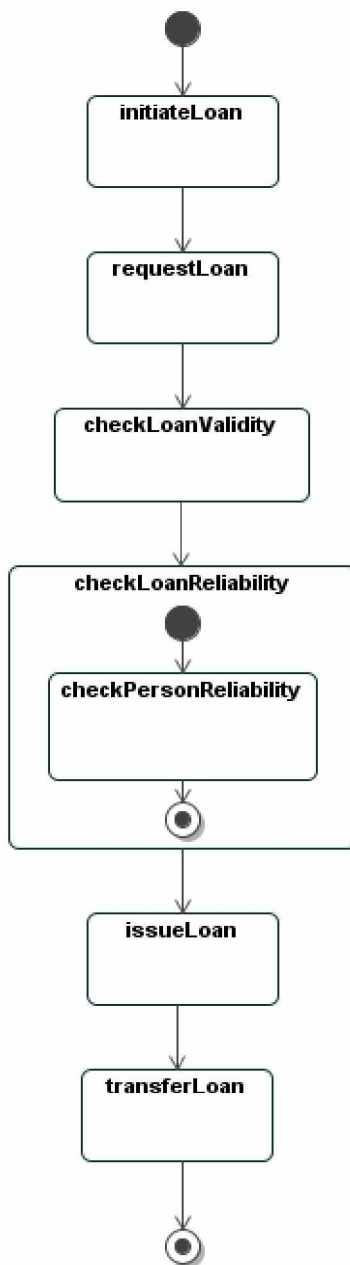 initiateLoan
requestLoan
checkLoanValidity
checkLoanReliability
checkPersonReliability
issueLoan
transferLoan